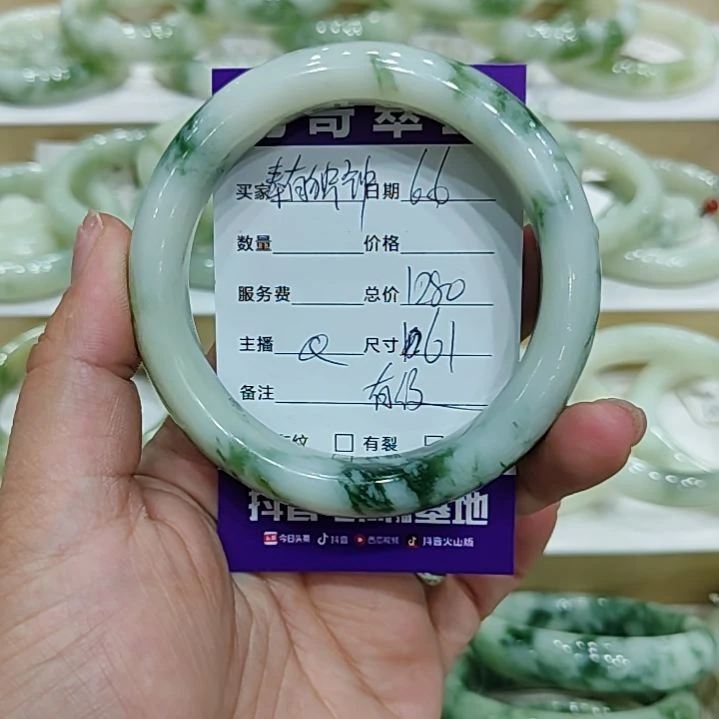 奇翠
买家 日期 6.6
数量 价格
服务费 总价 1280
主播 Q 尺寸 61
备注
纹 □ 有裂 □
抖音 基地
今日头条 抖音 西瓜视频 抖音火山版